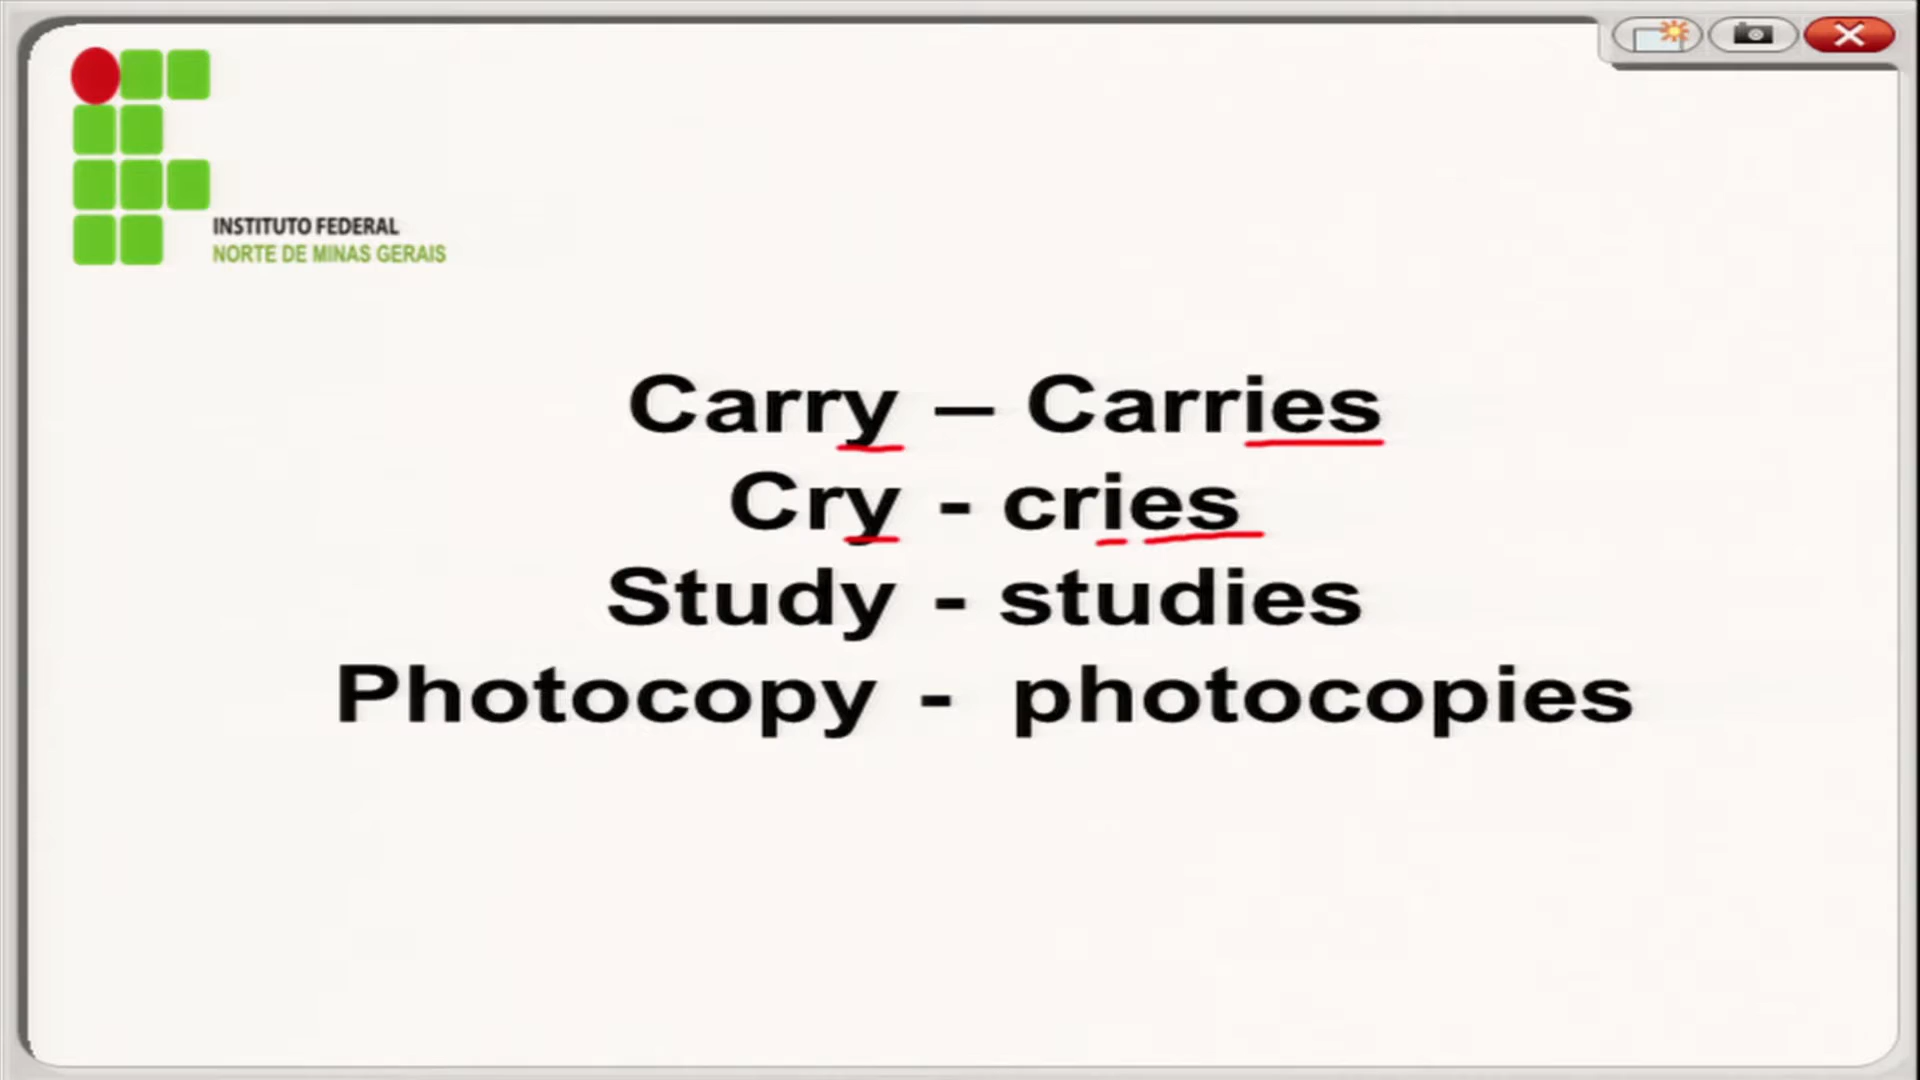 INSTITUTO FEDERAL
NORTE DE MINAS GERAIS
Carry – Carries
Cry - cries
Study - studies
Photocopy - photocopies